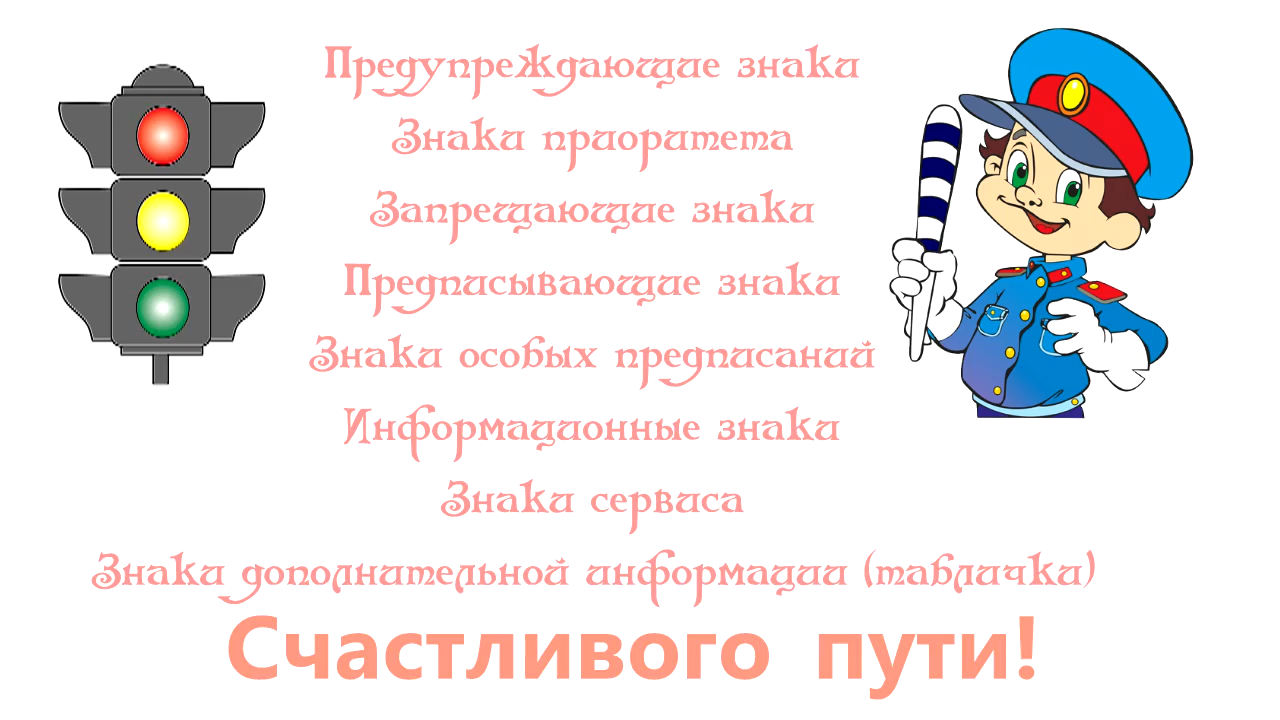 Предупреждающие знаки
Знаки приоритета
Запрещающие знаки
Предписывающие знаки
Знаки особых предписаний
Информационные знаки
Знаки сервиса
Знаки дополнительной информации (таблички)
Счастливого пути!